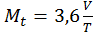 M_t = 3,6 V/T